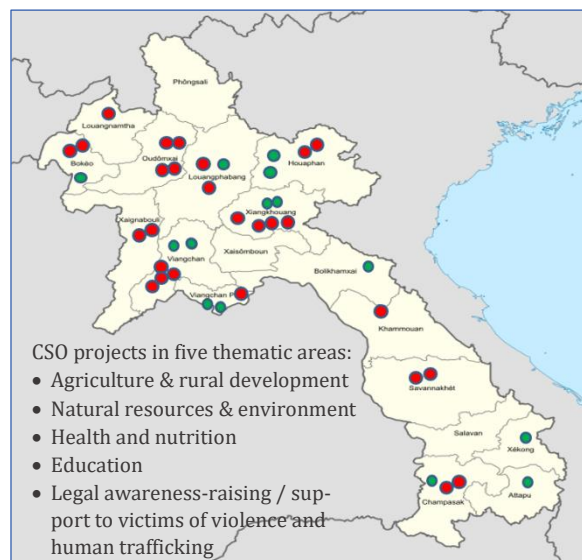 Phôngsali
Louangnamtha
Bokèo
Oudômxai
Louangphabang
Houaphan
Xiangkhouang
Xaignabouli
Viangchan
Xaisômboun
Bolikhamxai
Viangchan P
Khammouan
CSO projects in five thematic areas:
• Agriculture & rural development
• Natural resources & environment
• Health and nutrition
• Education
• Legal awareness-raising / sup-
port to victims of violence and
human trafficking
Savannakhét
Salavan
Xékong
Champasak
Attapu